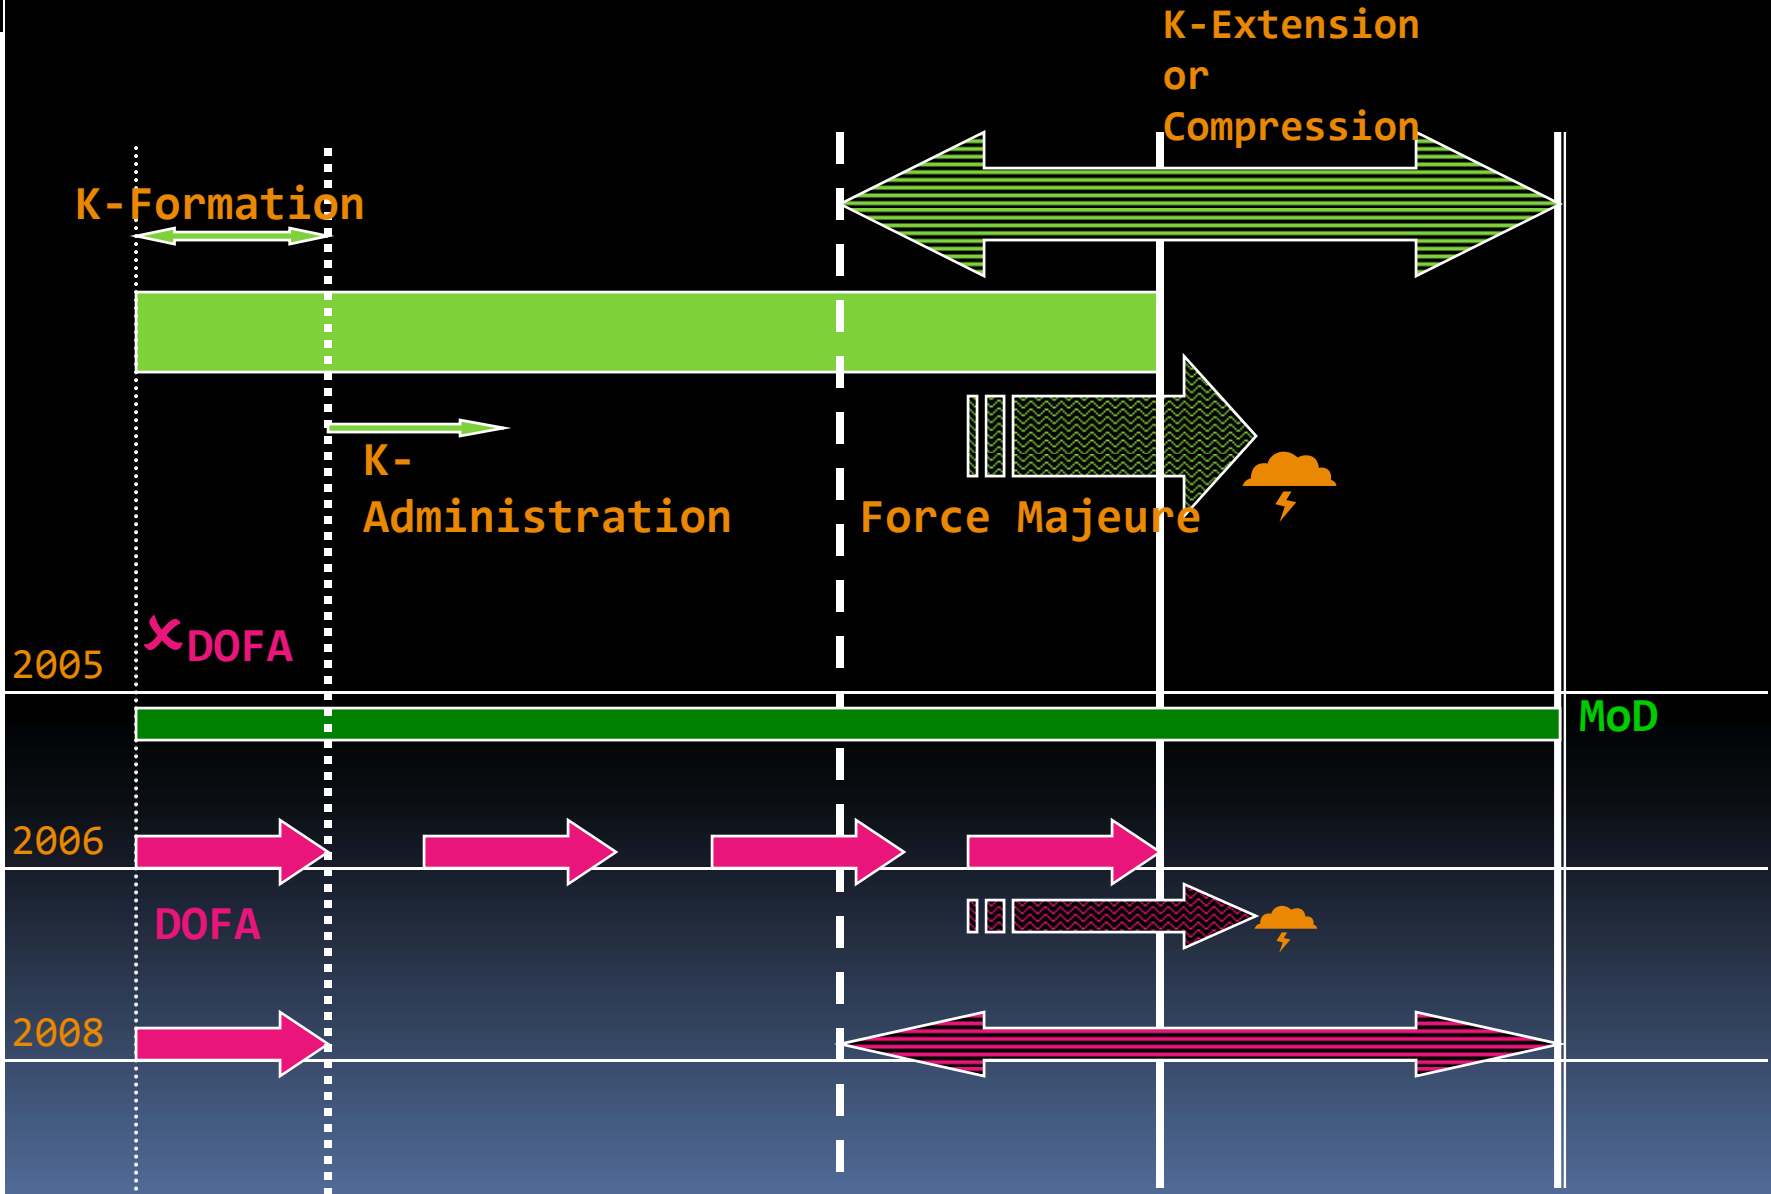 K-Extension
or
Compression
K-Formation
K-
Administration
Force Majeure
✘DOFA
2005
MoD
2006
DOFA
2008